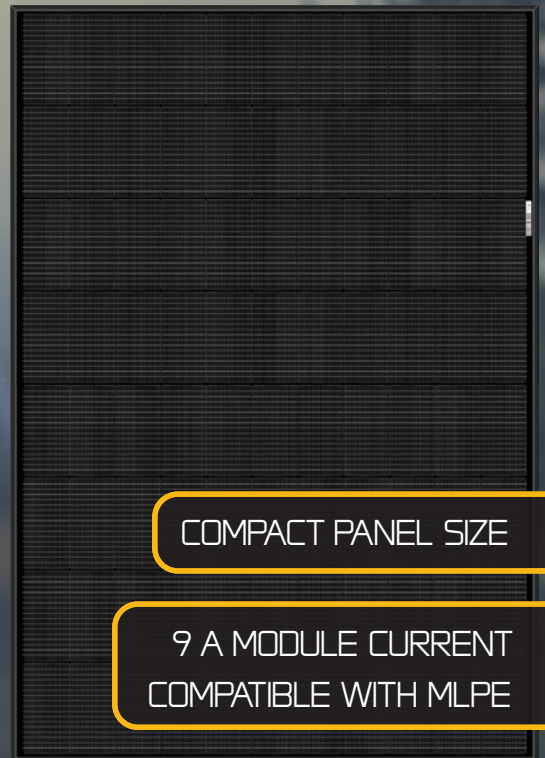 COMPACT PANEL SIZE
9 A MODULE CURRENT
COMPATIBLE WITH MLPE